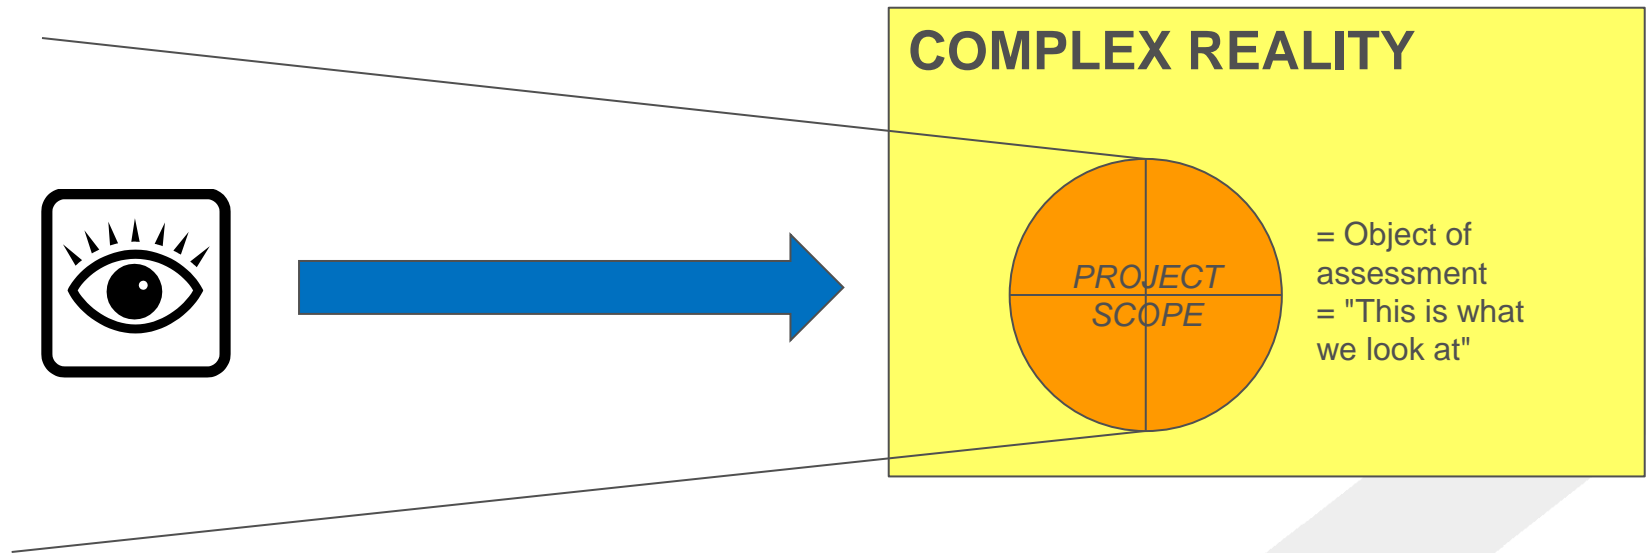 COMPLEX REALITY
PROJECT
SCOPE
= Object of
assessment
= "This is what
we look at"